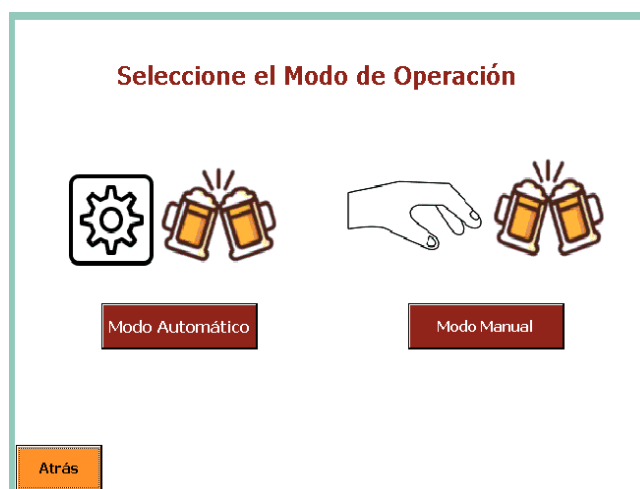 Seleccione el Modo de Operación
Modo Automático
Modo Manual
Atrás